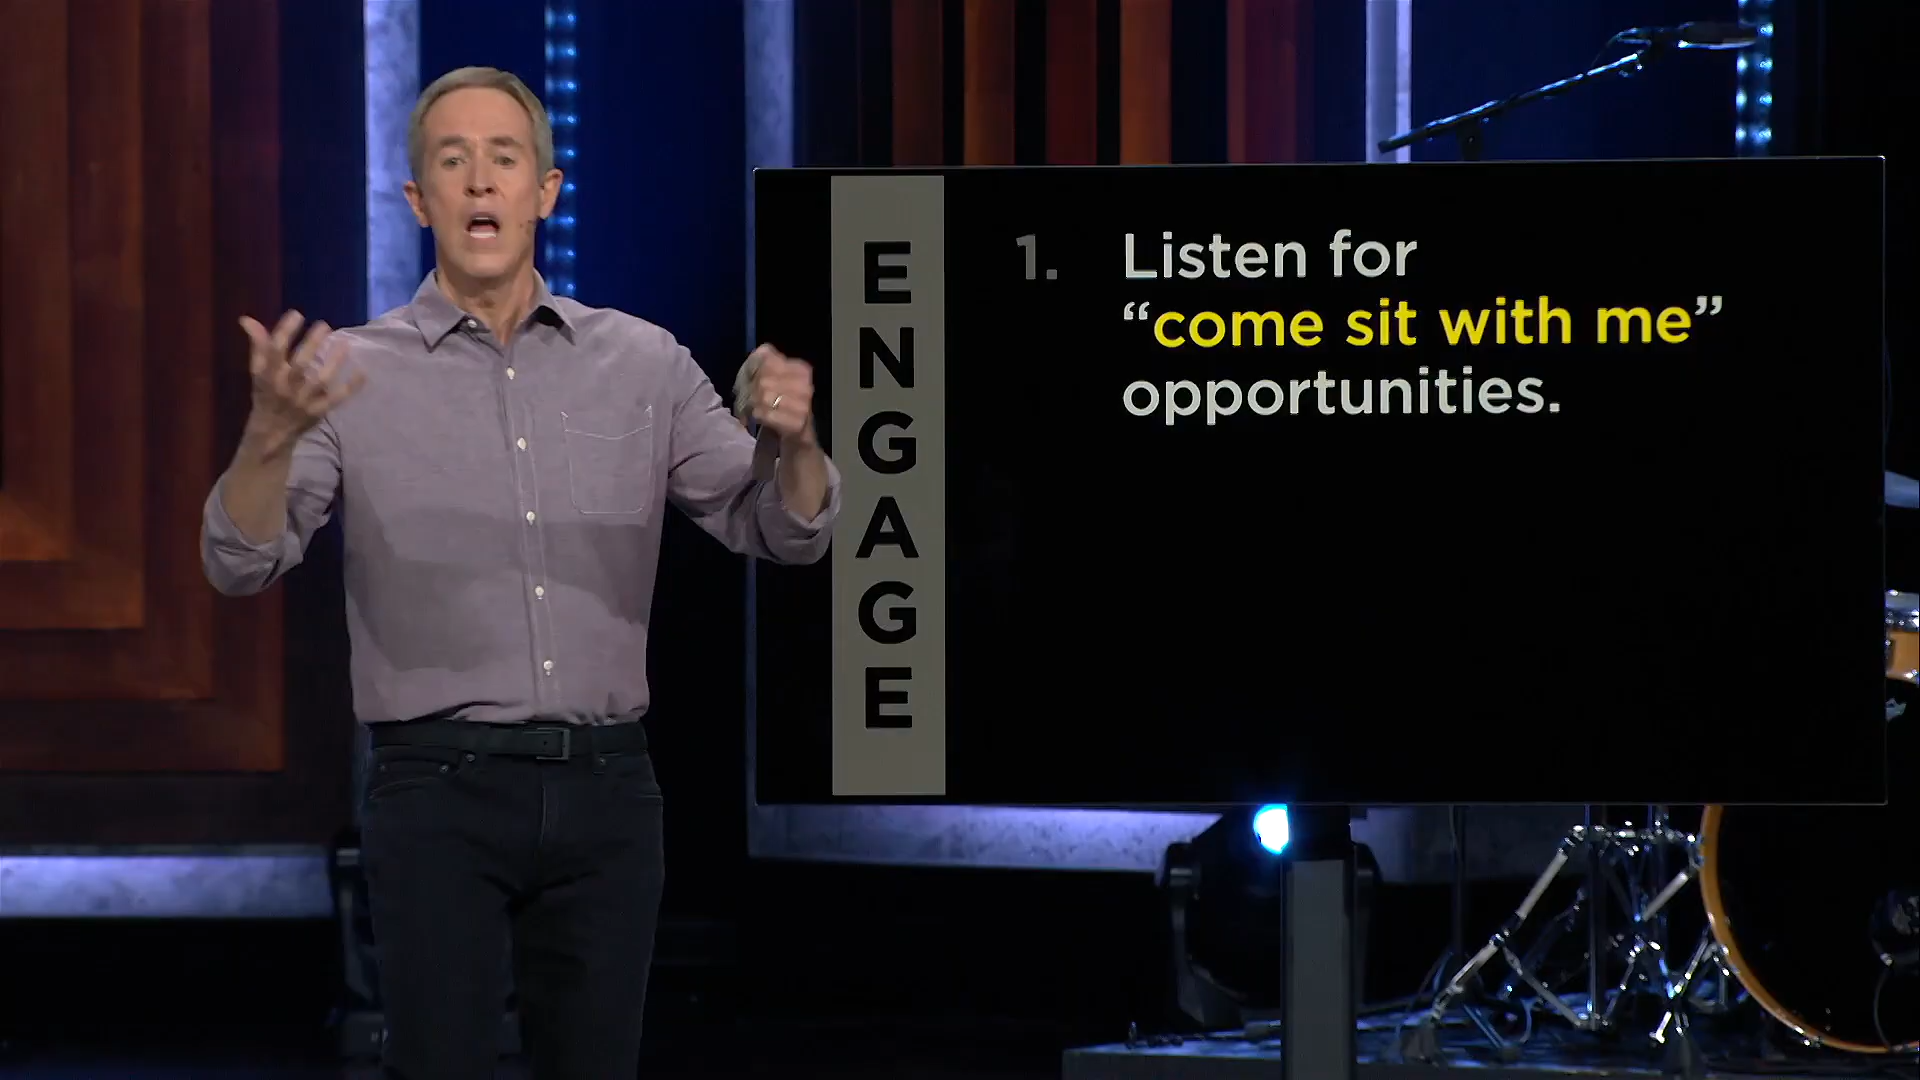 ENGAGE
1. Listen for
“come sit with me”
opportunities.